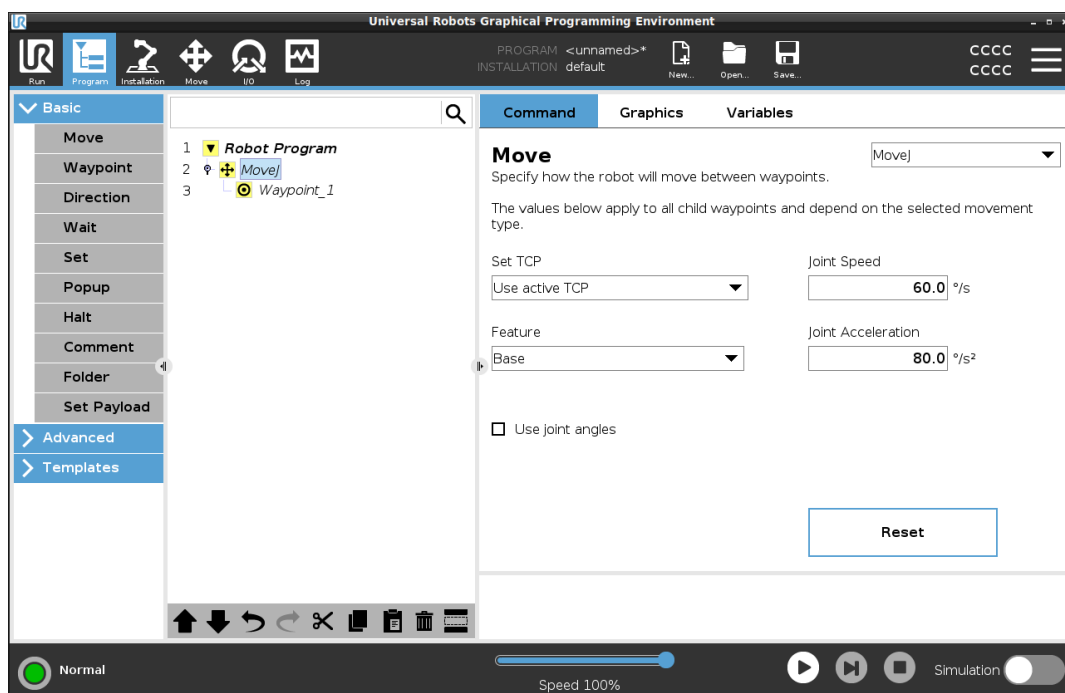 UR
Universal Robots Graphical Programming Environment
UR
Run
Program
Installation
Move
I/O
Log
PROGRAM <unnamed>*
INSTALLATION default
New...
Open...
Save...
CCCC
CCCC
Basic
Move
Waypoint
Direction
Wait
Set
Popup
Halt
Comment
Folder
Set Payload
Advanced
Templates
1 Robot Program
2 MoveJ
3 Waypoint_1
Command Graphics Variables
Move
MoveJ
Specify how the robot will move between waypoints.
The values below apply to all child waypoints and depend on the selected movement
type.
Set TCP
Joint Speed
Use active TCP
60.0 °/s
Feature
Joint Acceleration
Base
80.0 °/s²
Use joint angles
Reset
Normal
Speed 100%
Simulation